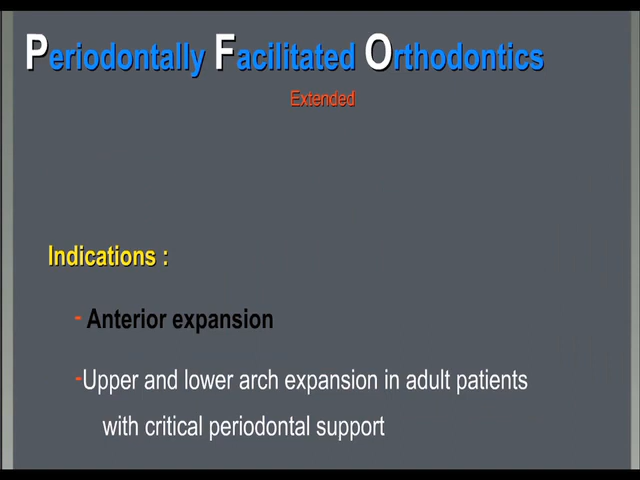 Periodontally Facilitated Orthodontics
Extended
Indications :
- Anterior expansion
-Upper and lower arch expansion in adult patients
with critical periodontal support